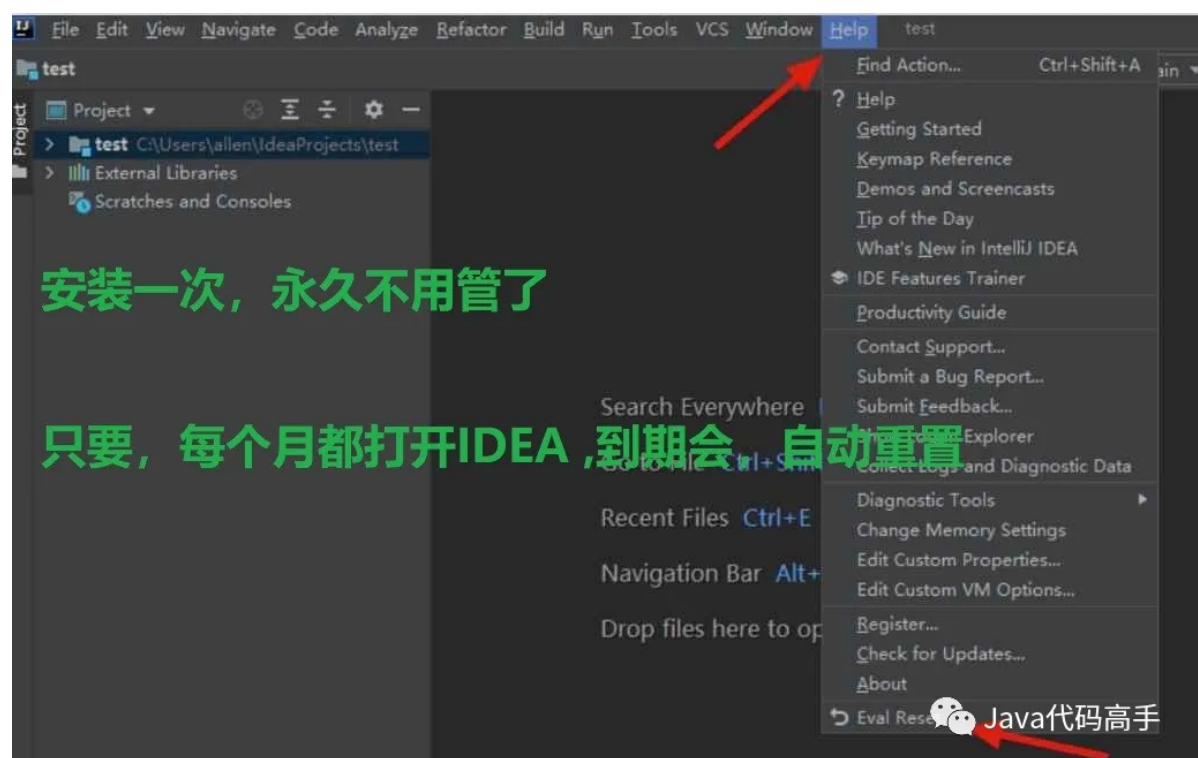 File Edit View Navigate Code Analyze Refactor Build Run Tools VCS Window Help test
test
Find Action... Ctrl+Shift+A
Project
Project
? Help
test C:\Users\allen\IdeaProjects\test
Getting Started
External Libraries
Keymap Reference
Scratches and Consoles
Demos and Screencasts
Tip of the Day
What's New in IntelliJ IDEA
安装一次，永久不用管了
IDE Features Trainer
Productivity Guide
Contact Support...
Submit a Bug Report...
Search Everywhere
Submit Feedback...
只要，每个月都打开IDEA ,到期会，自动重置
Explorer
Go to File Ctrl+Shift
Collect Logs and Diagnostic Data
Diagnostic Tools
Recent Files Ctrl+E
Change Memory Settings
Edit Custom Properties...
Navigation Bar Alt+
Edit Custom VM Options...
Register...
Drop files here to op
Check for Updates...
About
Eval Rese
Java代码高手